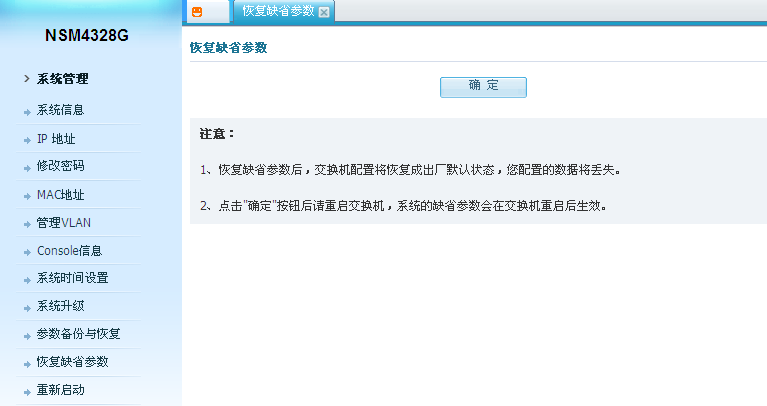 NSM4328G
系统管理
系统信息
IP 地址
修改密码
MAC地址
管理VLAN
Console信息
系统时间设置
系统升级
参数备份与恢复
恢复缺省参数
重新启动
恢复缺省参数
恢复缺省参数
确 定
注意：
1、恢复缺省参数后，交换机配置将恢复成出厂默认状态，您配置的数据将丢失。
2、点击"确定"按钮后请重启交换机，系统的缺省参数会在交换机重启后生效。